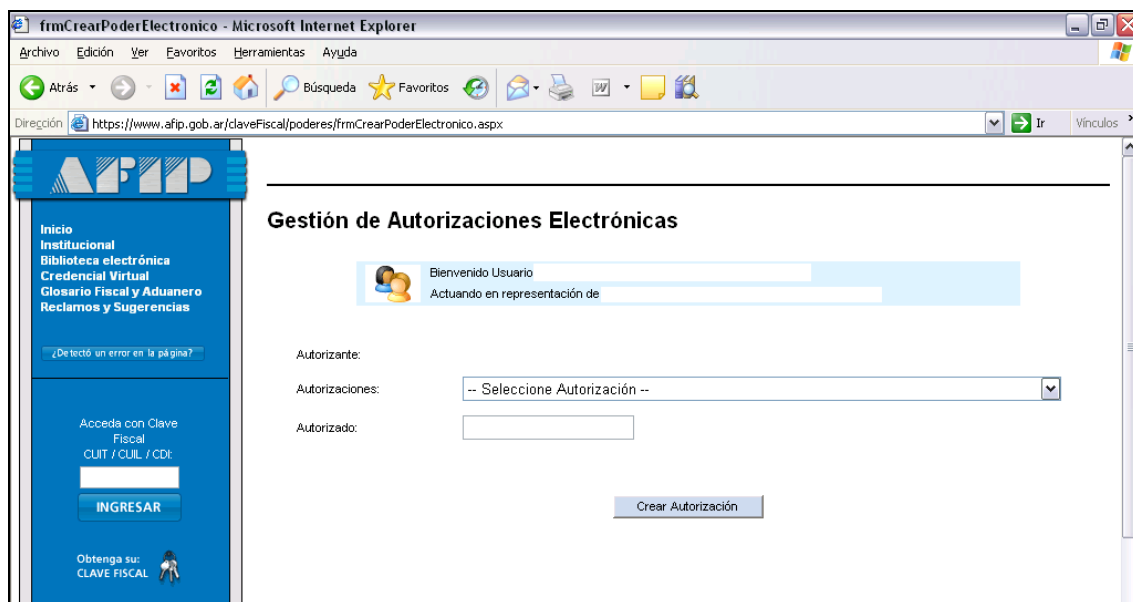 frmCrearPoderElectronico - Microsoft Internet Explorer
Archivo Edición Ver Favoritos Herramientas Ayuda
Atrás Búsqueda Favoritos
Dirección https://www.afip.gob.ar/claveFiscal/poderes/frmCrearPoderElectronico.aspx Ir Vínculos »
AFIP
Inicio
Institucional
Biblioteca electrónica
Credencial Virtual
Glosario Fiscal y Aduanero
Reclamos y Sugerencias
¿Detectó un error en la página?
Acceda con Clave
Fiscal
CUIT / CUIL / CDI:
INGRESAR
Obtenga su:
CLAVE FISCAL
Gestión de Autorizaciones Electrónicas
Bienvenido Usuario
Actuando en representación de
Autorizante:
Autorizaciones: -- Seleccione Autorización --
Autorizado:
Crear Autorización